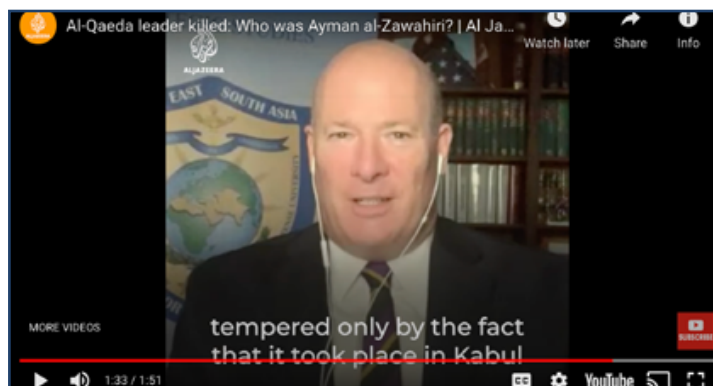 Al-Qaeda leader killed: Who was Ayman al-Zawahiri? | Al Ja...
Watch later
Share
Info
ALJAZEERA
EAST SOUTH ASIA
MORE VIDEOS
tempered only by the fact
that it took place in Kabul
SUBSCRIBE
1:33 / 1:51
CC
YouTube